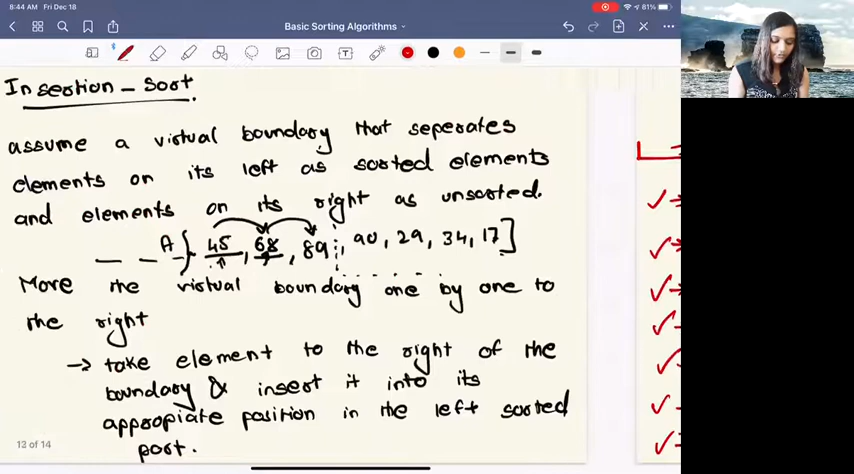 8:44 AM Fri Dec 18
81%
Basic Sorting Algorithms
Insertion - Sort.
assume a virtual boundary that seperates
elements on its left as sorted elements
and elements on its right as unsorted.
A 45, 68, 89, 90, 29, 34, 17]
Move the virtual boundary one by one to
the right
→ take element to the right of the
boundary & insert it into its
appropiate position in the left sorted
part.
12 of 14